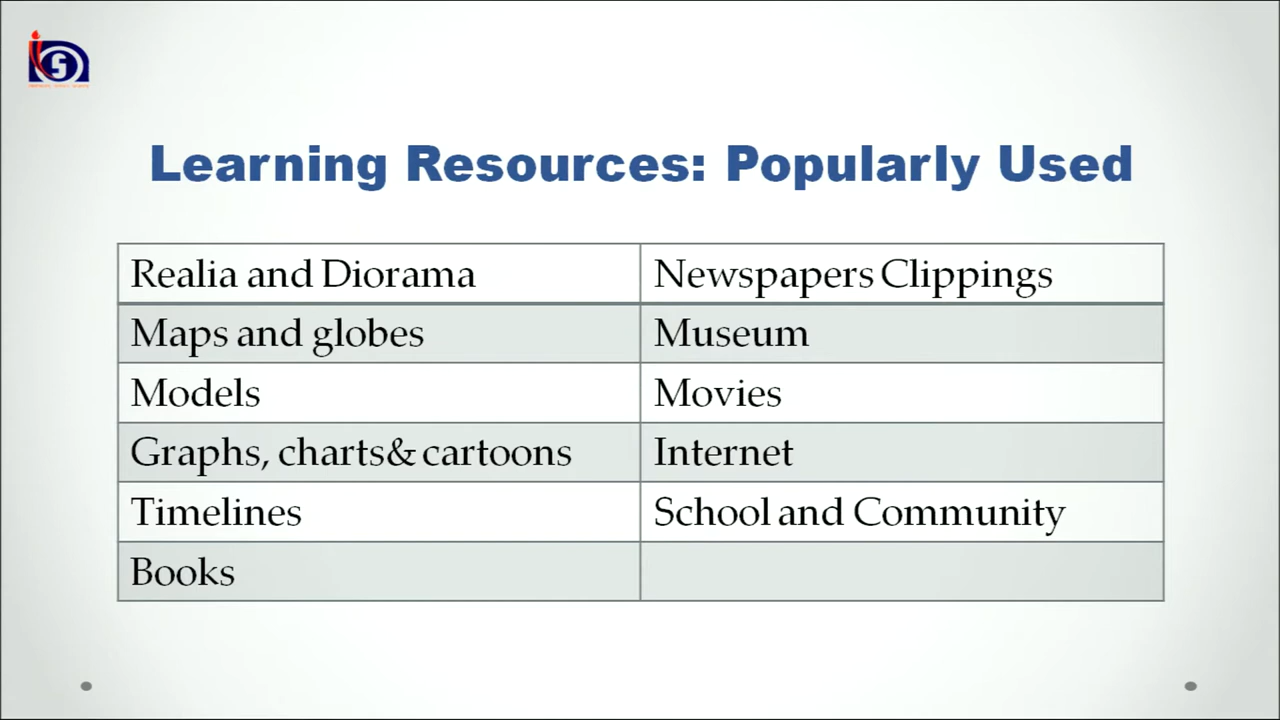 Learning Resources: Popularly Used
Realia and Diorama
Newspapers Clippings
Maps and globes
Museum
Models
Movies
Graphs, charts& cartoons
Internet
Timelines
School and Community
Books